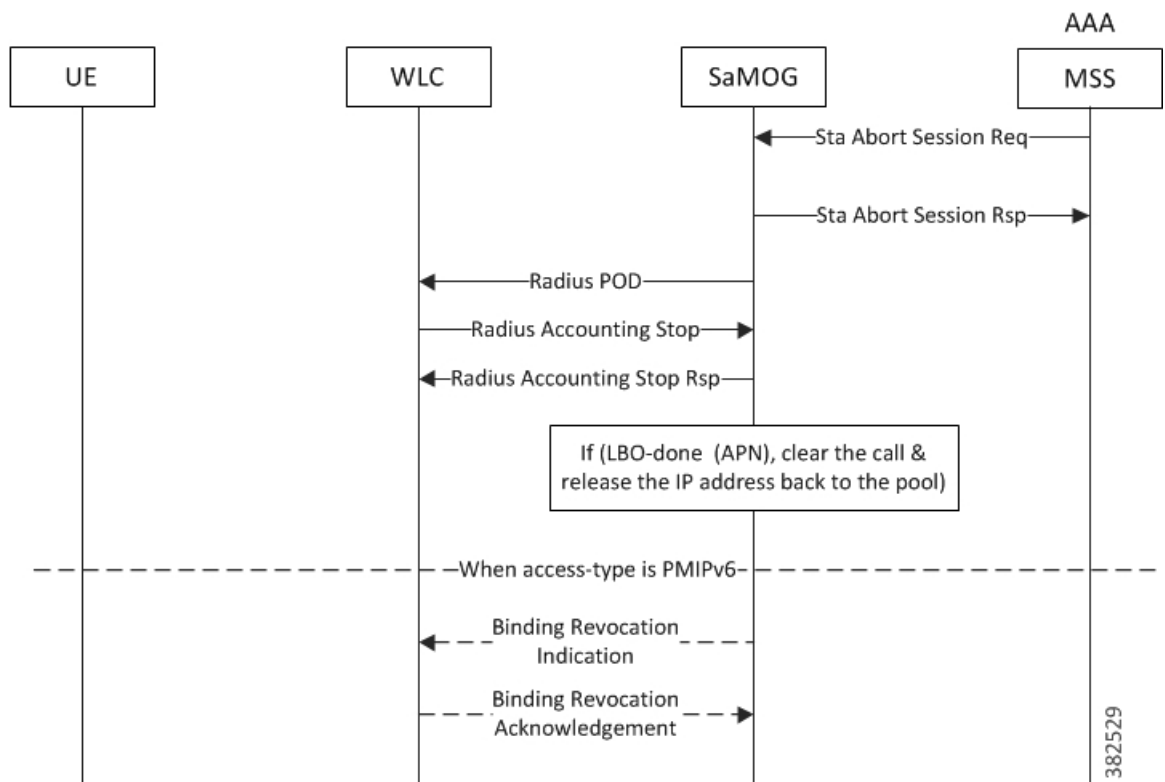 AAA
UE
WLC
SaMOG
MSS
Sta Abort Session Req
Sta Abort Session Rsp
Radius POD
Radius Accounting Stop
Radius Accounting Stop Rsp
If (LBO-done (APN), clear the call &
release the IP address back to the pool)
When access-type is PMIPv6
Binding Revocation
Indication
Binding Revocation
Acknowledgement
382529